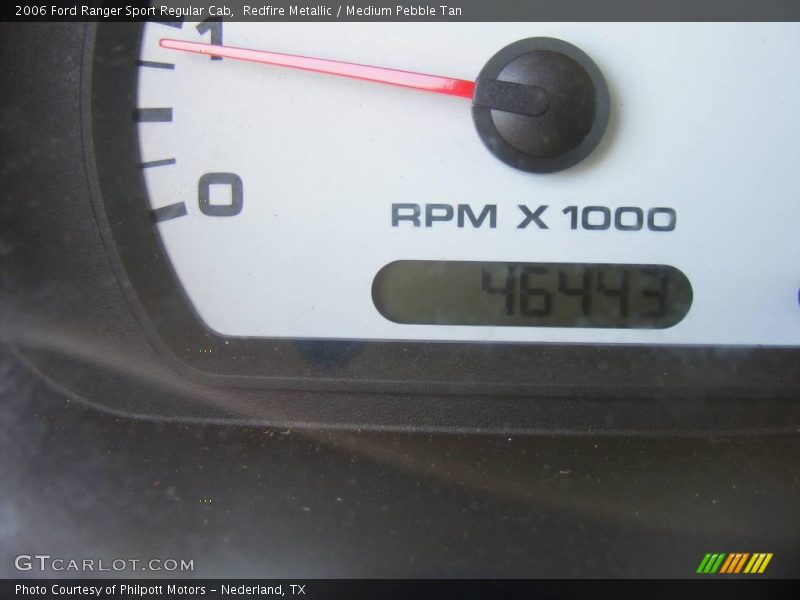 2006 Ford Ranger Sport Regular Cab,  Redfire Metallic / Medium Pebble Tan
1
0
RPM X 1000
46443
GTCARLOT.COM
Photo Courtesy of Philpott Motors - Nederland, TX